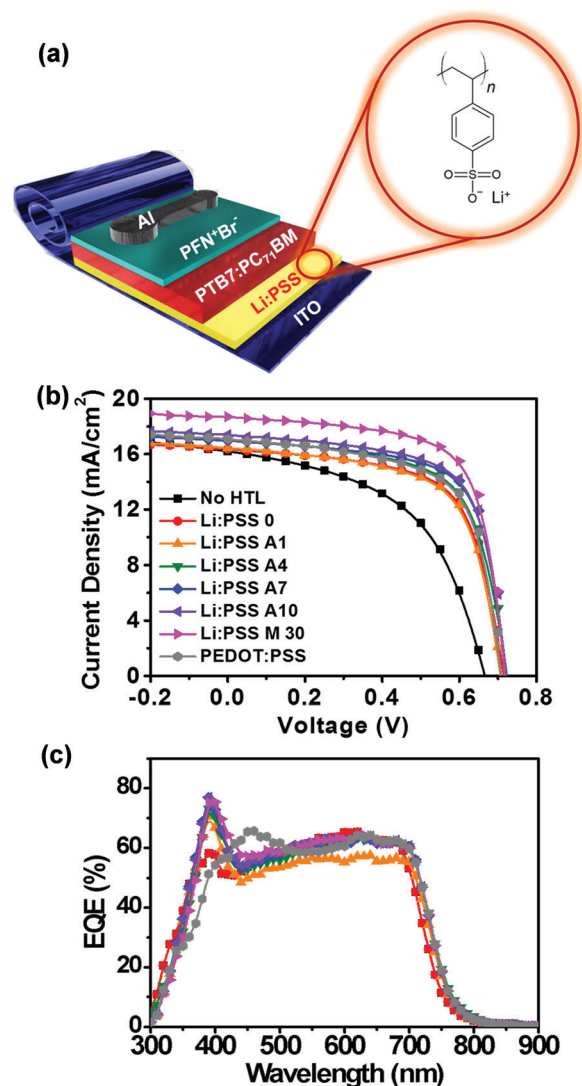 (a)
n
O
S
O
O⁻ Li⁺
Al
PFN⁺Br⁻
PTB7:PC₇₁BM
Li:PSS
ITO
(b)
20
16
12
8
4
0
Current Density (mA/cm²)
No HTL
Li:PSS 0
Li:PSS A1
Li:PSS A4
Li:PSS A7
Li:PSS A10
Li:PSS M 30
PEDOT:PSS
-0.2 0.0 0.2 0.4 0.6 0.8
Voltage (V)
(c)
80
60
40
20
0
EQE (%)
300 400 500 600 700 800 900
Wavelength (nm)